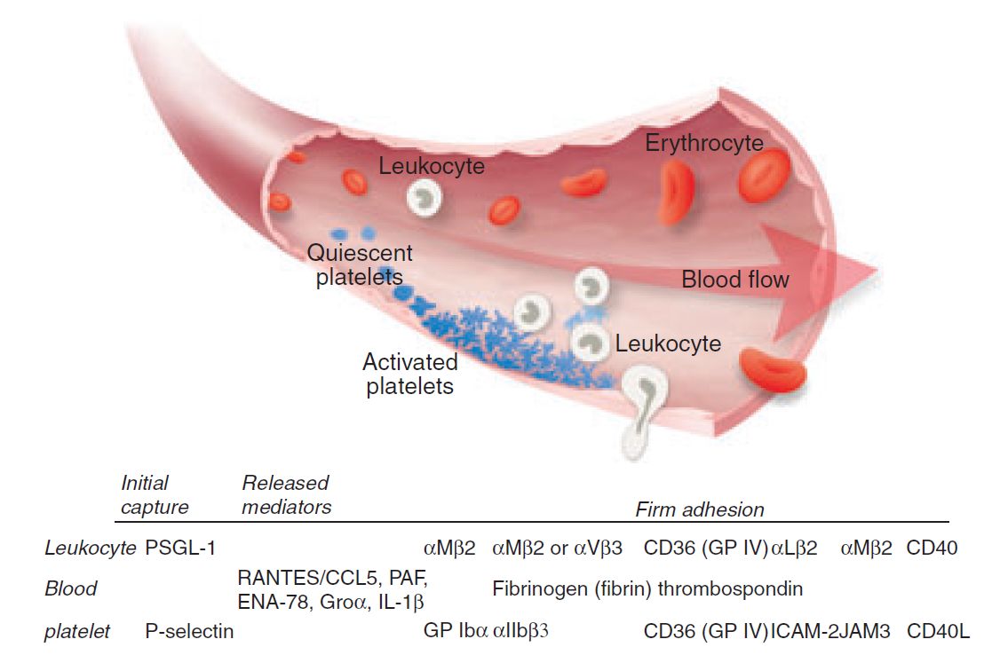 Erythrocyte
Leukocyte
Quiescent
platelets
Blood flow
Leukocyte
Activated
platelets
Initial
capture
Released
mediators
Firm adhesion
Leukocyte PSGL-1 αMβ2 αMβ2 or αVβ3 CD36 (GP IV) αLβ2 αMβ2 CD40
RANTES/CCL5, PAF,
Blood Fibrinogen (fibrin) thrombospondin
ENA-78, Groα, IL-1β
platelet P-selectin GP Ibα αIIbβ3 CD36 (GP IV) ICAM-2 JAM3 CD40L